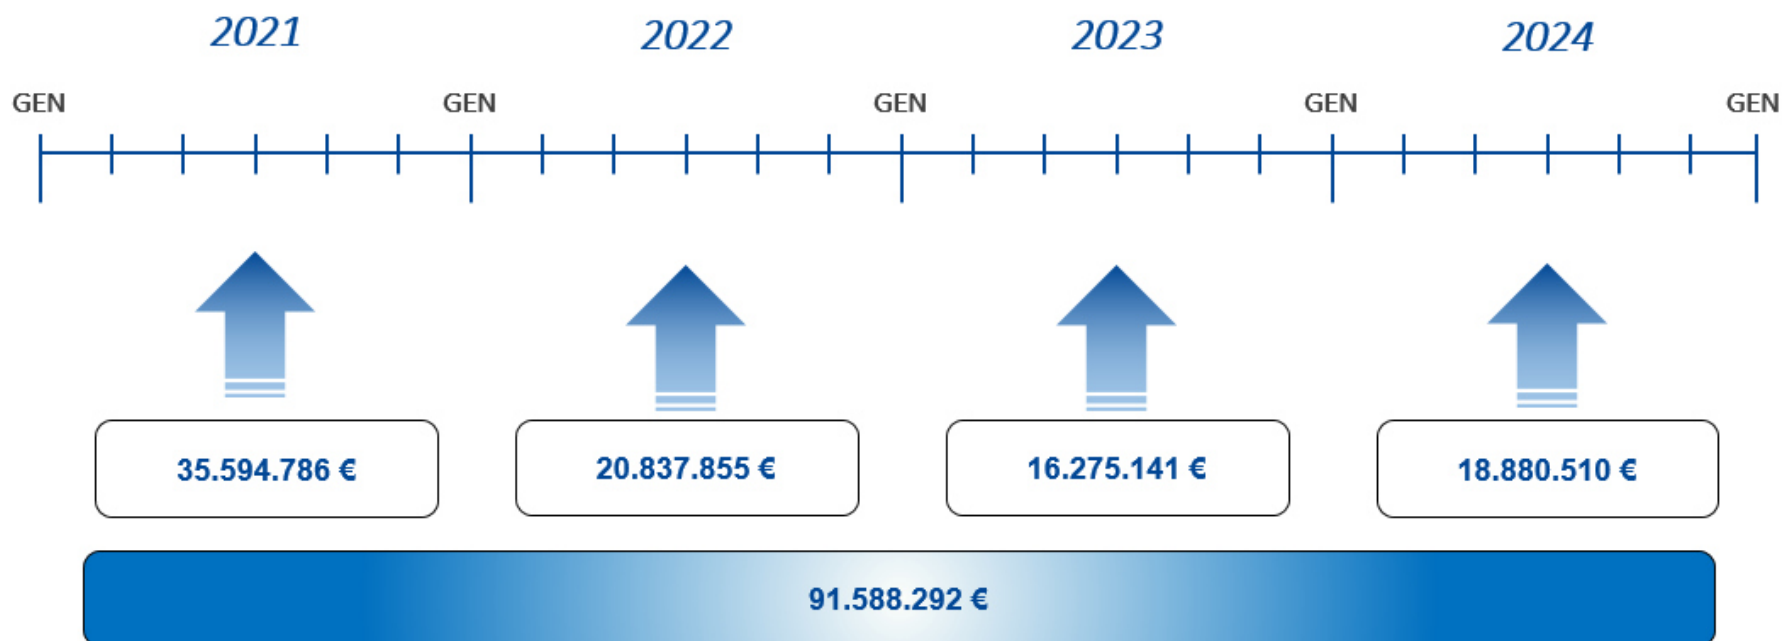 2021 2022 2023 2024
GEN GEN GEN GEN GEN
35.594.786 € 20.837.855 € 16.275.141 € 18.880.510 €
91.588.292 €